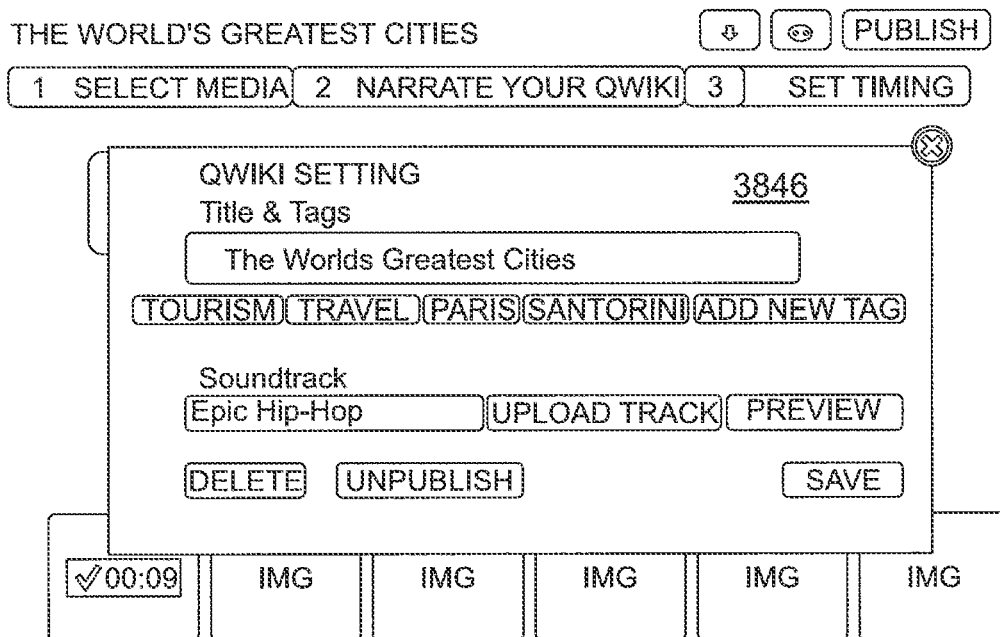 THE WORLD'S GREATEST CITIES PUBLISH
1 SELECT MEDIA 2 NARRATE YOUR QWIKI 3 SET TIMING
QWIKI SETTING
3846
Title & Tags
The Worlds Greatest Cities
TOURISM TRAVEL PARIS SANTORINI ADD NEW TAG
Soundtrack
Epic Hip-Hop UPLOAD TRACK PREVIEW
DELETE UNPUBLISH SAVE
00:09 IMG IMG IMG IMG IMG